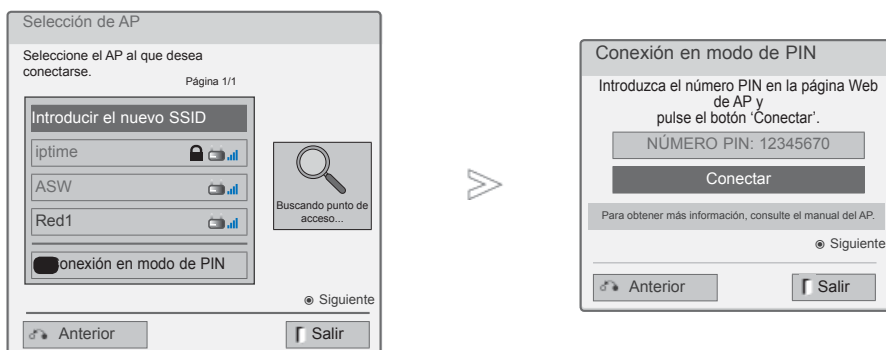 Selección de AP
Seleccione el AP al que desea
conectarse.
Página 1/1
Introducir el nuevo SSID
iptime
ASW
Red1
onexión en modo de PIN
Buscando punto de
acceso...
Siguiente
Anterior
Salir
Conexión en modo de PIN
Introduzca el número PIN en la página Web
de AP y
pulse el botón ‘Conectar’.
NÚMERO PIN: 12345670
Conectar
Para obtener más información, consulte el manual del AP.
Siguiente
Anterior
Salir